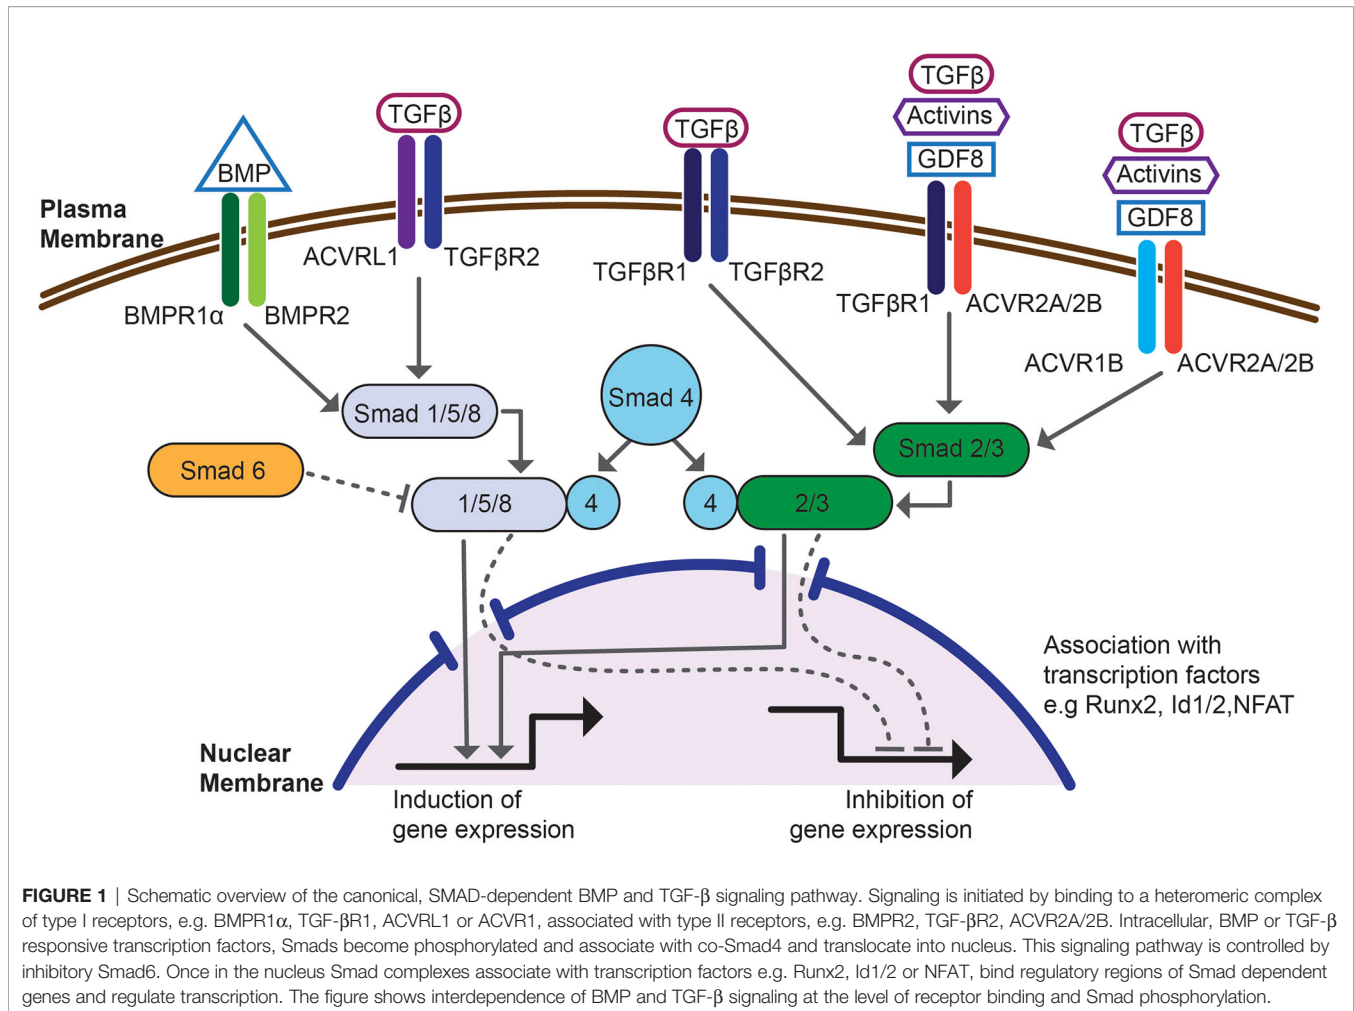 TGFβ
Activins
GDF8
TGFβ
TGFβ
TGFβ
Activins
GDF8
BMP
Plasma
Membrane
ACVRL1
TGFβR2
TGFβR1
TGFβR2
TGFβR1
ACVR2A/2B
BMPR1α
BMPR2
ACVR1B
ACVR2A/2B
Smad 1/5/8
Smad 4
Smad 2/3
Smad 6
1/5/8
4
4
2/3
Association with
transcription factors
e.g Runx2, Id1/2,NFAT
Nuclear
Membrane
Induction of
gene expression
Inhibition of
gene expression
FIGURE 1 | Schematic overview of the canonical, SMAD-dependent BMP and TGF-β signaling pathway. Signaling is initiated by binding to a heteromeric complex
of type I receptors, e.g. BMPR1α, TGF-βR1, ACVRL1 or ACVR1, associated with type II receptors, e.g. BMPR2, TGF-βR2, ACVR2A/2B. Intracellular, BMP or TGF-β
responsive transcription factors, Smads become phosphorylated and associate with co-Smad4 and translocate into nucleus. This signaling pathway is controlled by
inhibitory Smad6. Once in the nucleus Smad complexes associate with transcription factors e.g. Runx2, Id1/2 or NFAT, bind regulatory regions of Smad dependent
genes and regulate transcription. The figure shows interdependence of BMP and TGF-β signaling at the level of receptor binding and Smad phosphorylation.